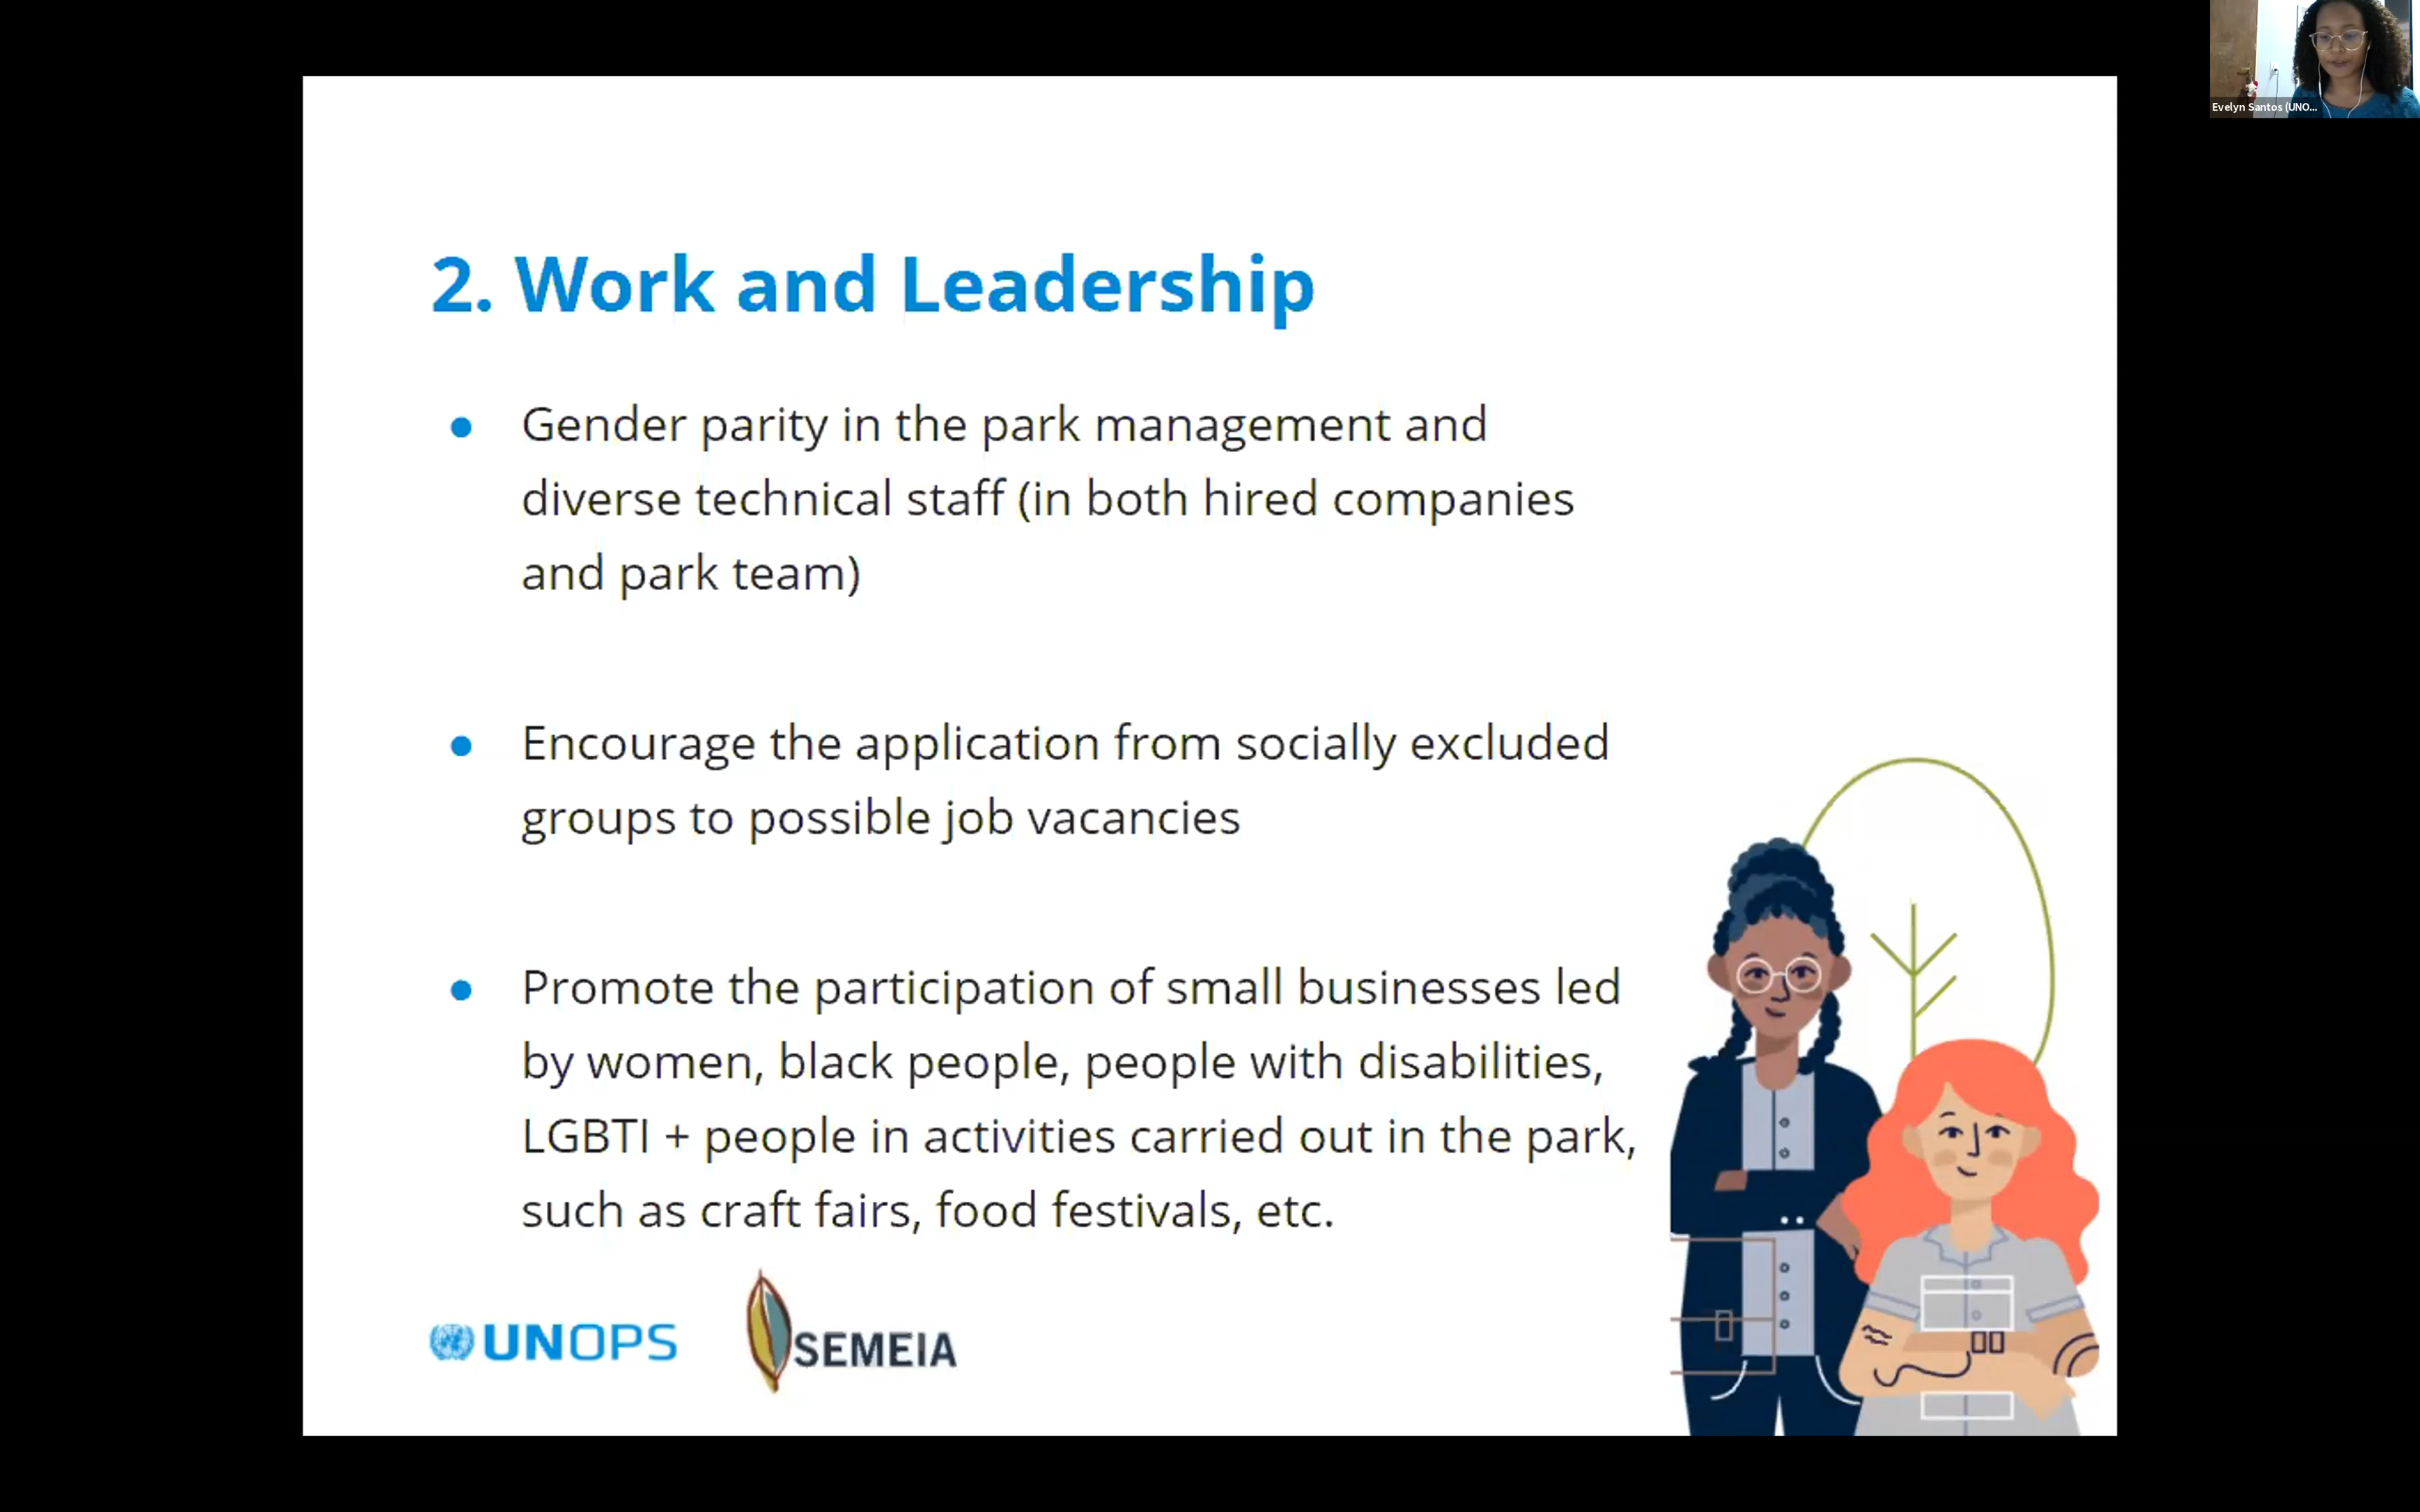 Evelyn Santos (UNO...
2. Work and Leadership
● Gender parity in the park management and
diverse technical staff (in both hired companies
and park team)
● Encourage the application from socially excluded
groups to possible job vacancies
● Promote the participation of small businesses led
by women, black people, people with disabilities,
LGBTI + people in activities carried out in the park,
such as craft fairs, food festivals, etc.
UNOPS
SEMEIA